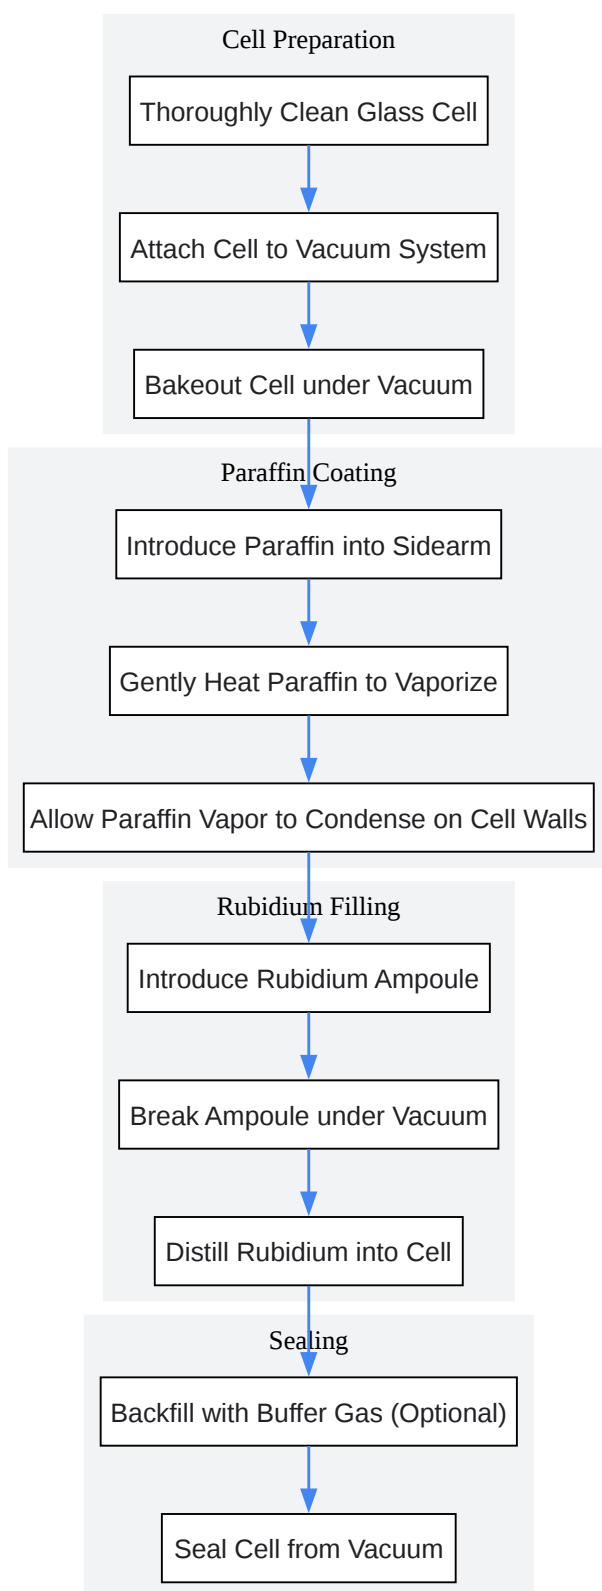 Cell Preparation
Thoroughly Clean Glass Cell
Attach Cell to Vacuum System
Bakeout Cell under Vacuum
Paraffin Coating
Introduce Paraffin into Sidearm
Gently Heat Paraffin to Vaporize
Allow Paraffin Vapor to Condense on Cell Walls
Rubidium Filling
Introduce Rubidium Ampoule
Break Ampoule under Vacuum
Distill Rubidium into Cell
Sealing
Backfill with Buffer Gas (Optional)
Seal Cell from Vacuum